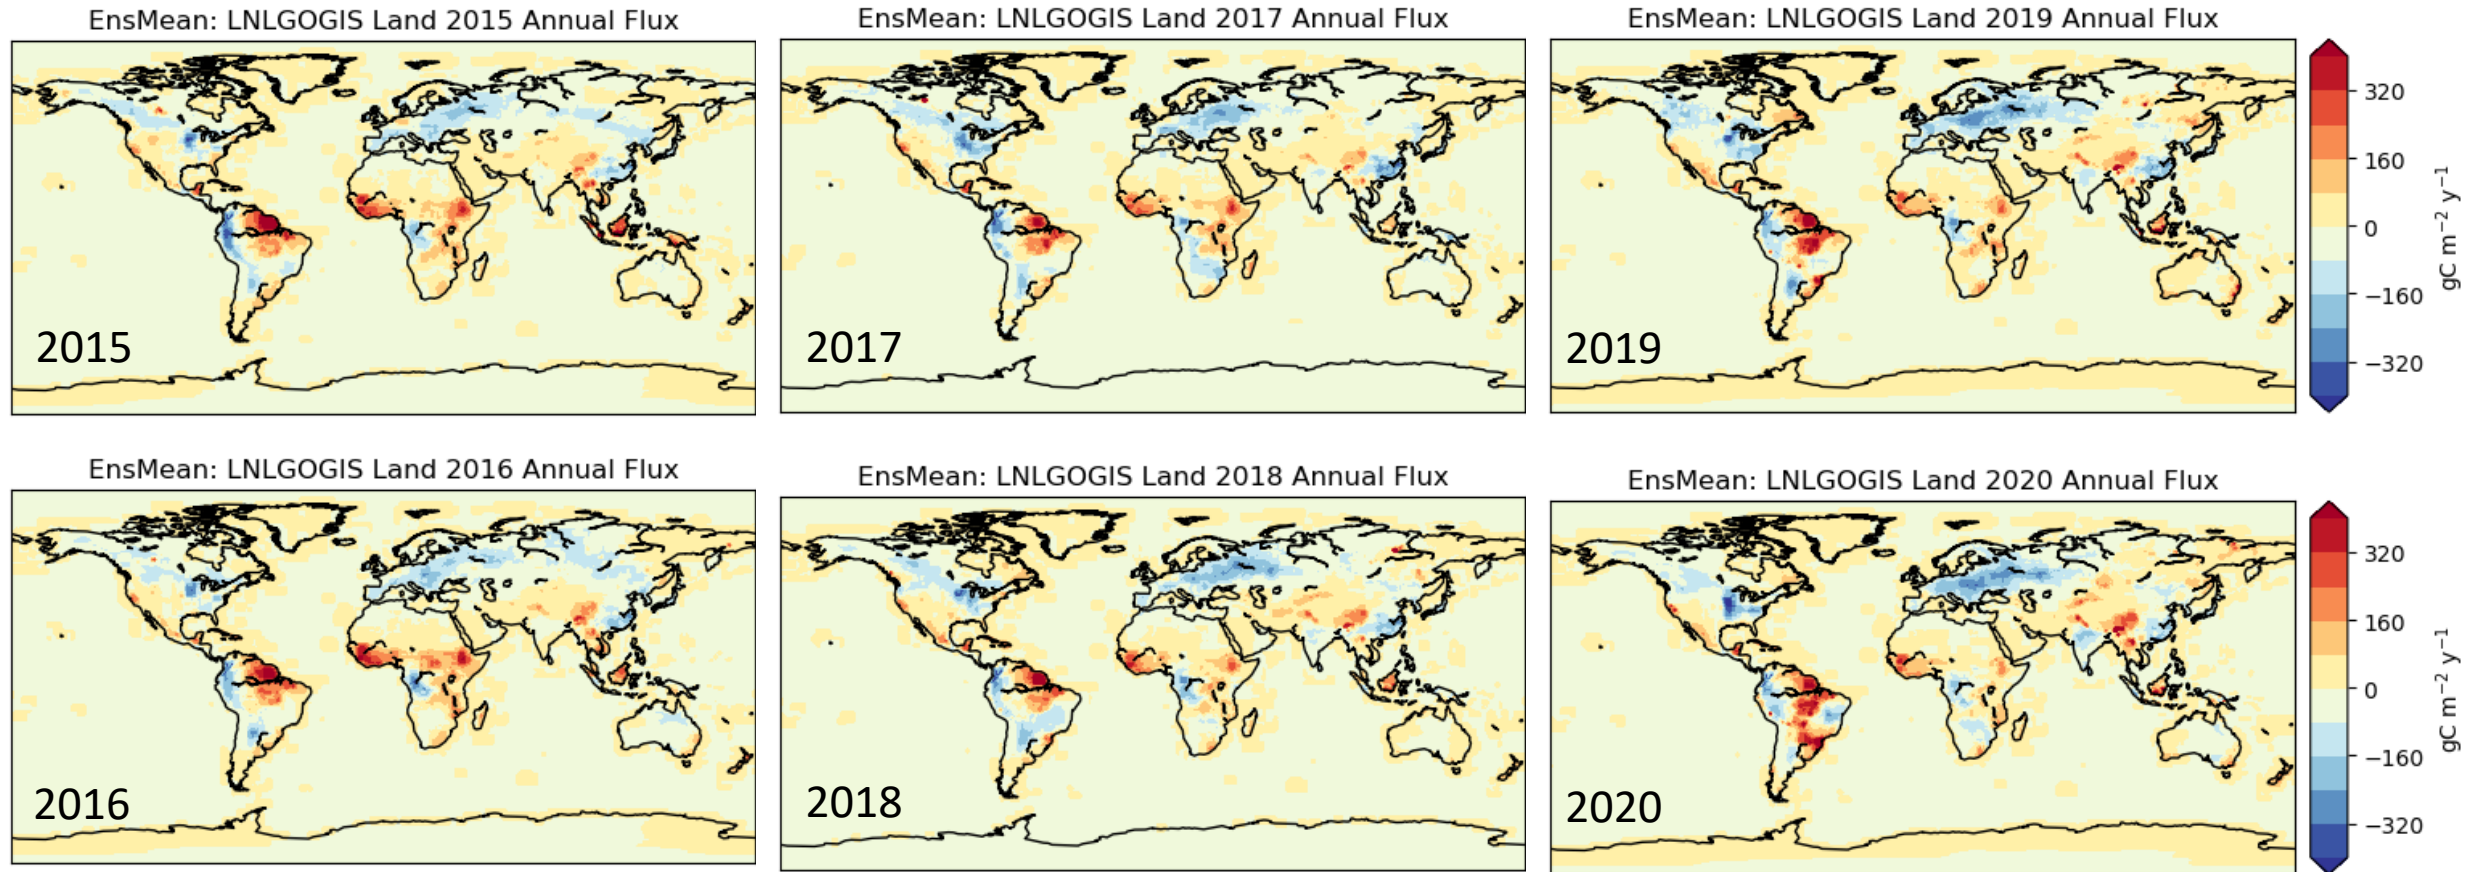 EnsMean: LNLGOGIS Land 2015 Annual Flux
2015
EnsMean: LNLGOGIS Land 2017 Annual Flux
2017
EnsMean: LNLGOGIS Land 2019 Annual Flux
2019
320
160
0
−160
−320
gC m⁻² y⁻¹
EnsMean: LNLGOGIS Land 2016 Annual Flux
2016
EnsMean: LNLGOGIS Land 2018 Annual Flux
2018
EnsMean: LNLGOGIS Land 2020 Annual Flux
2020
320
160
0
−160
−320
gC m⁻² y⁻¹